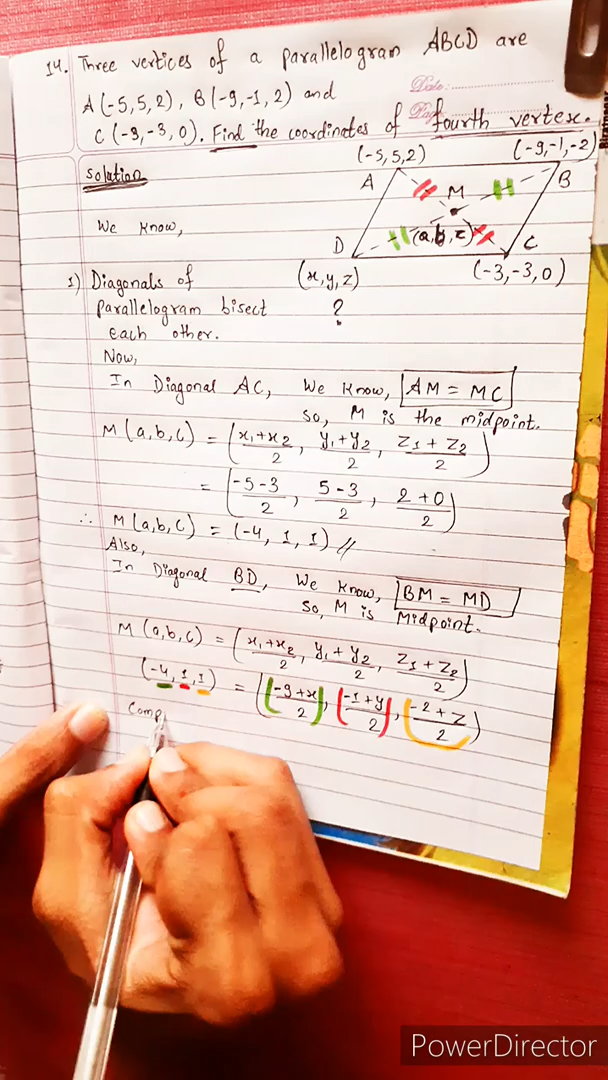 14. Three vertices of a parallelogram ABCD are
A(-5,5,2), B(-9,-1,2) and
Date:
C(-9,-3,0). Find the coordinates of fourth vertex.
Solution
(-5,5,2) (-9,-1,-2)
A B
M
We Know,
(a,b,z)
D C
(x,y,z) (-3,-3,0)
?
1) Diagonals of
parallelogram bisect
each other.
Now,
In Diagonal AC, We Know, AM = MC
So, M is the midpoint.
M(a,b,c) = (x₁+x₂/2, y₁+y₂/2, z₁+z₂/2)
= (-5-3/2, 5-3/2, 2+0/2)
∴ M(a,b,c) = (-4, 1, 1) //
Also,
In Diagonal BD, We Know, BM = MD
So, M is Midpoint.
M(a,b,c) = (x₁+x₂/2, y₁+y₂/2, z₁+z₂/2)
(-4,1,1) = (-9+x/2, -1+y/2, -2+z/2)
Comp
PowerDirector